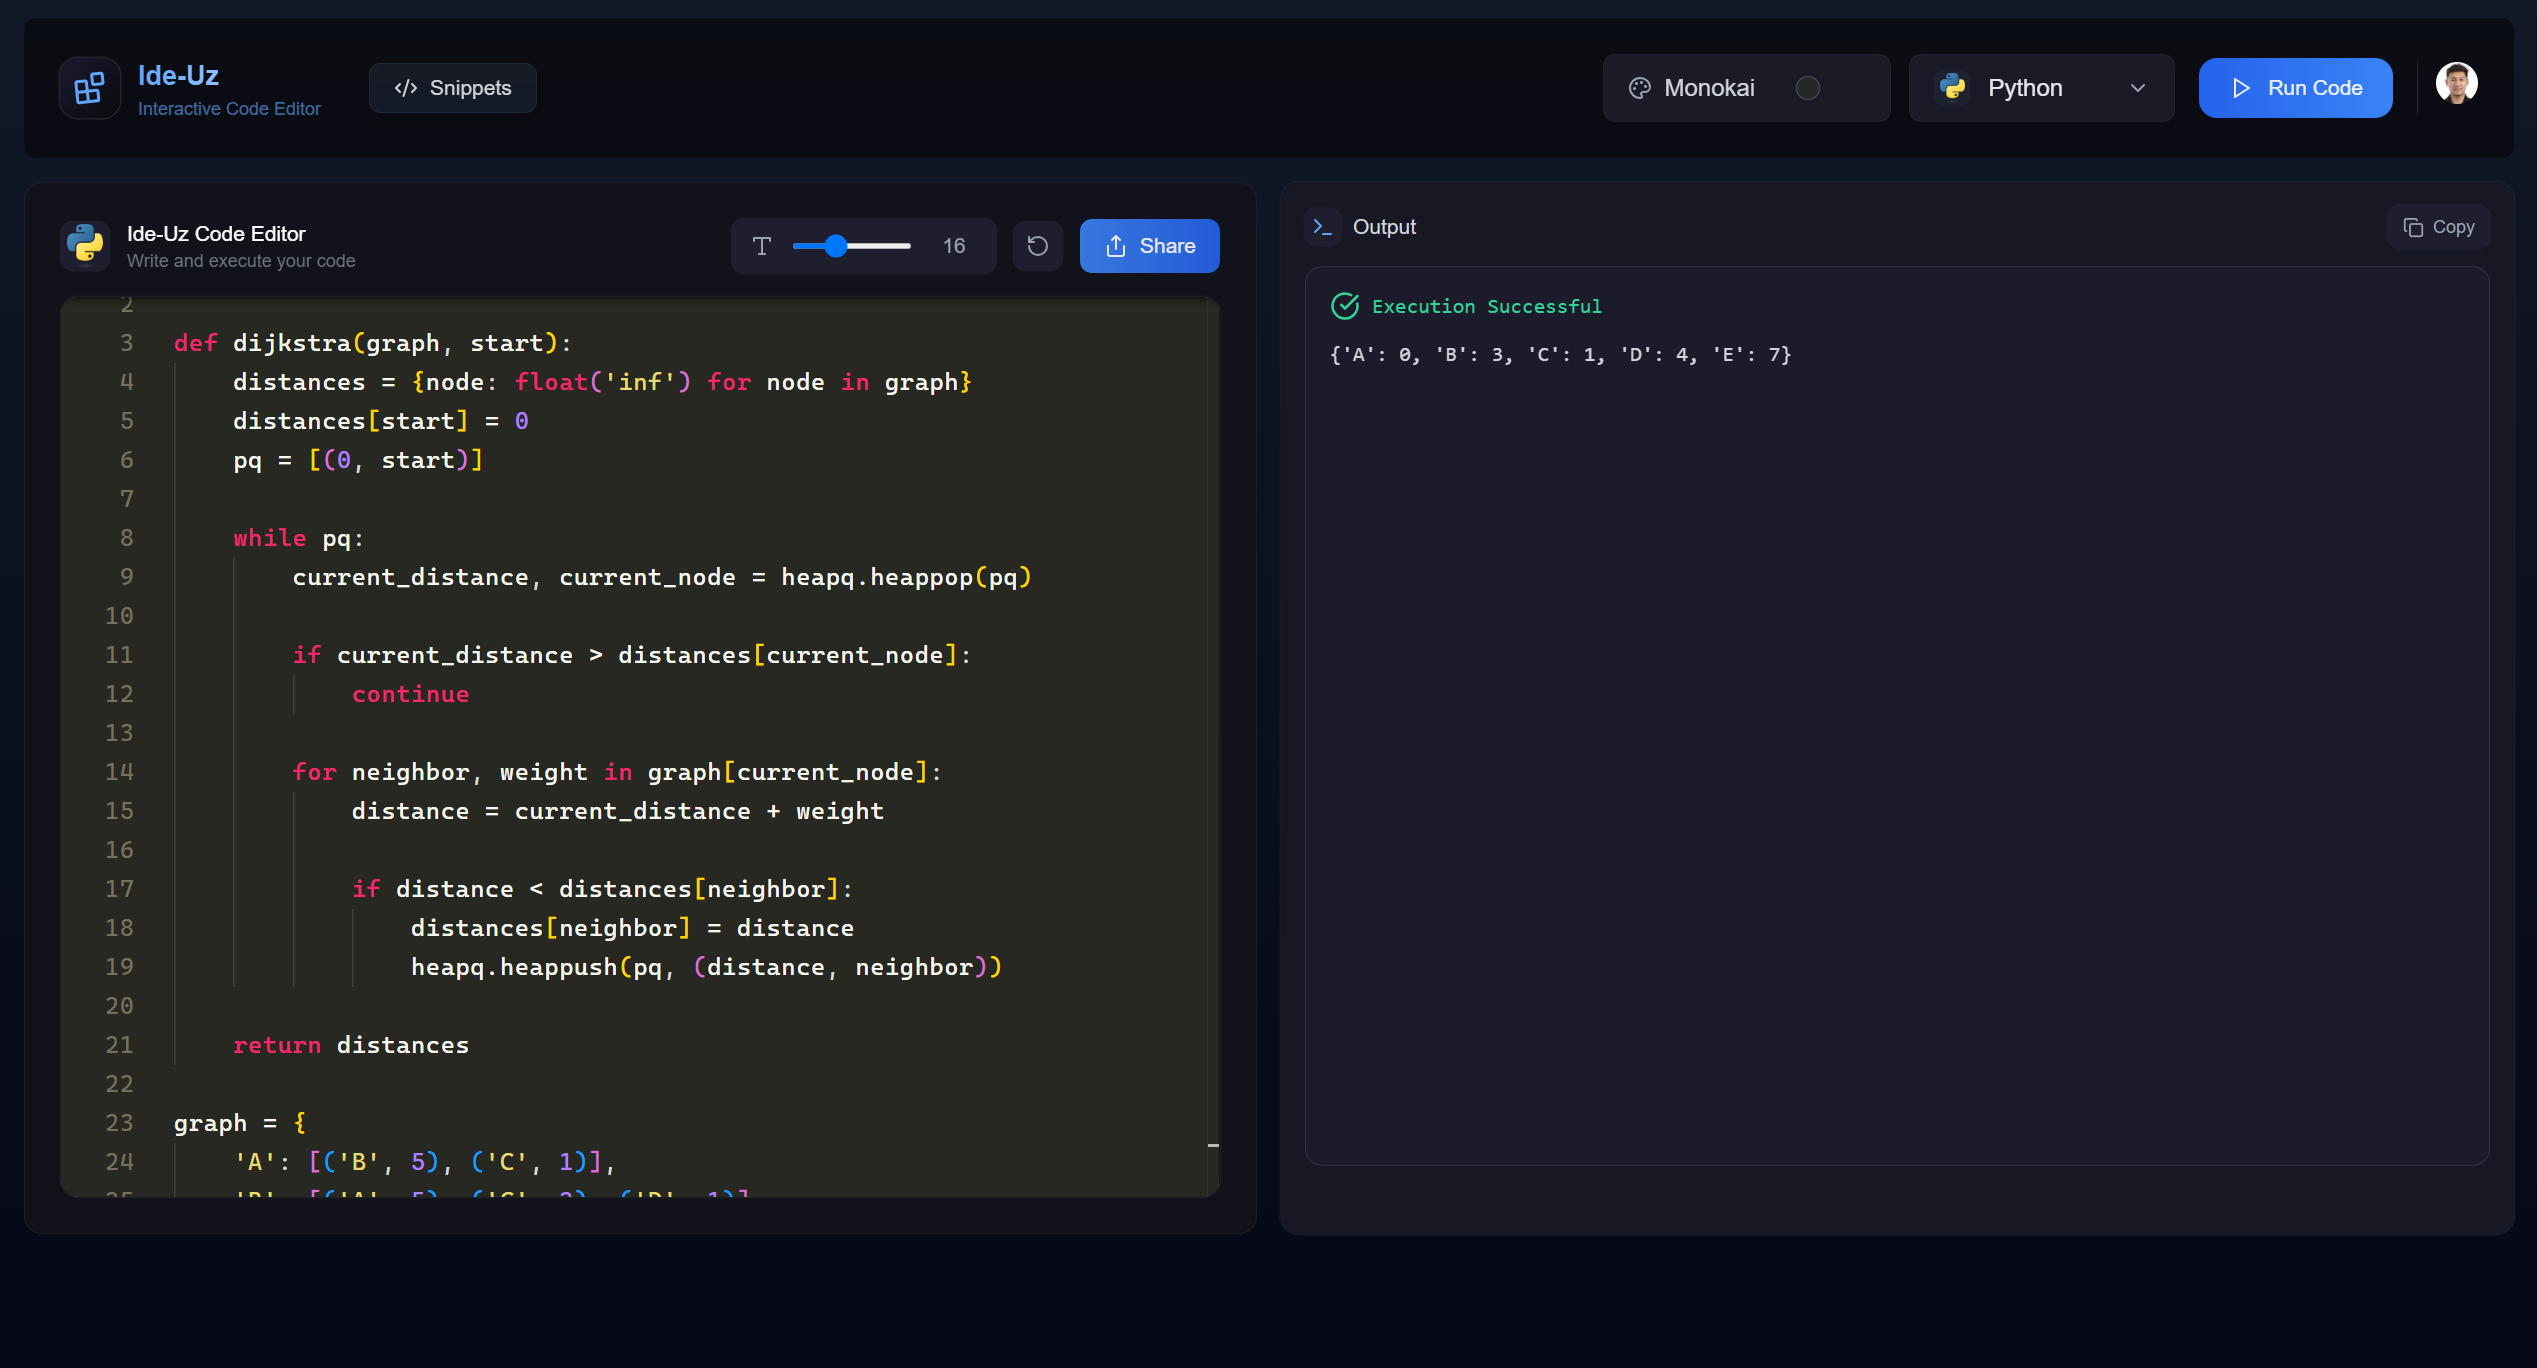 Ide-Uz
Interactive Code Editor
Snippets
Monokai
Python
Run Code
Ide-Uz Code Editor
Write and execute your code
16
Share
2
3 def dijkstra(graph, start):
4     distances = {node: float('inf') for node in graph}
5     distances[start] = 0
6     pq = [(0, start)]
7
8     while pq:
9         current_distance, current_node = heapq.heappop(pq)
10
11         if current_distance > distances[current_node]:
12             continue
13
14         for neighbor, weight in graph[current_node]:
15             distance = current_distance + weight
16
17             if distance < distances[neighbor]:
18                 distances[neighbor] = distance
19                 heapq.heappush(pq, (distance, neighbor))
20
21     return distances
22
23 graph = {
24     'A': [('B', 5), ('C', 1)],
Output
Copy
Execution Successful
{'A': 0, 'B': 3, 'C': 1, 'D': 4, 'E': 7}